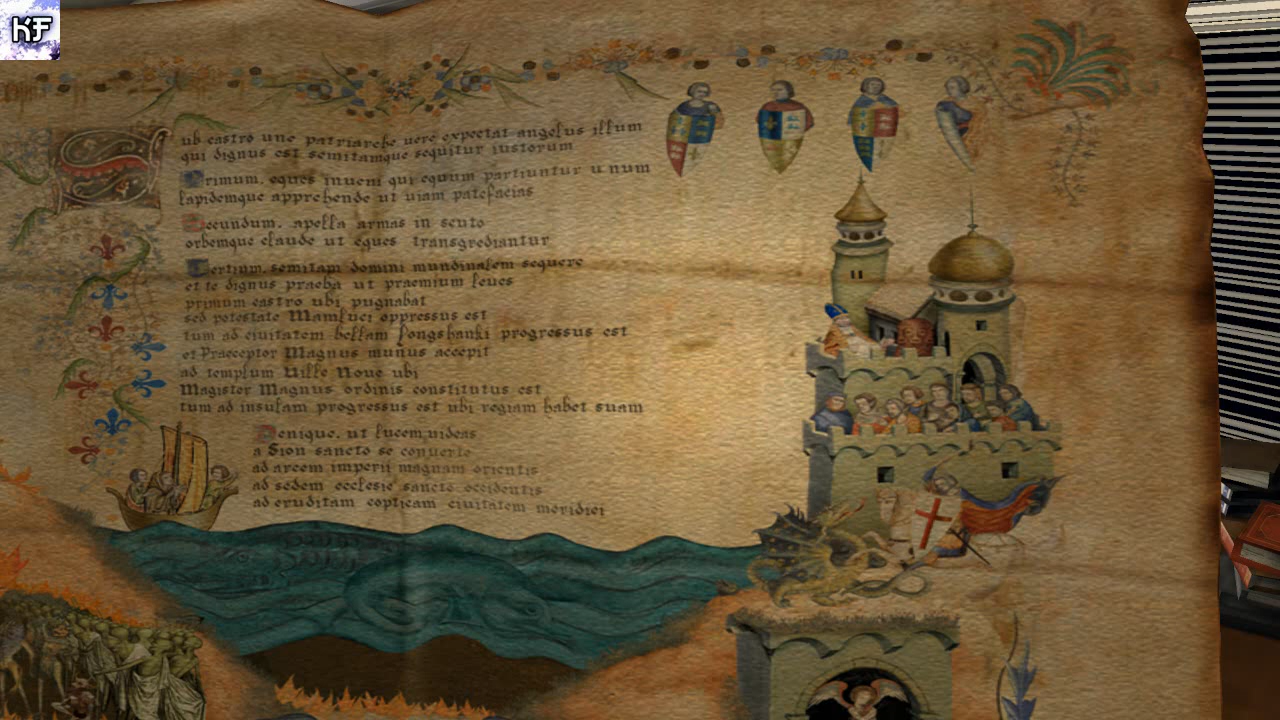 KF
Sub castro unc patriarche uere expectat angelus illum
qui dignus est semitamque sequitur iustorum
Primum, eques inuem qui equum partiuntur unum
lapidemque apprehende ut uiam patefacias
Secundum, apella armas in scuto
orbemque claude ut eques transgrediantur
Tertium, semitam domini mundinalem sequere
et te dignus praeba ut praemium leues
primum castro ubi pugnabat
sed potestate Mamluci oppressus est
tum ad ciuitatem bellam Longshanki progressus est
et Praeceptor Magnus munus accepit
ad templum Uille Noue ubi
Magister Magnus ordinis constitutus est
tum ad insulam progressus est ubi regiam habet suam
Denique, ut lucem uideas
a Sion sancto se conuerte
ad arcem imperii magnam orientis
ad sedem ecclesie sancte occidentis
ad eruditam copticam ciuitatem meridiei